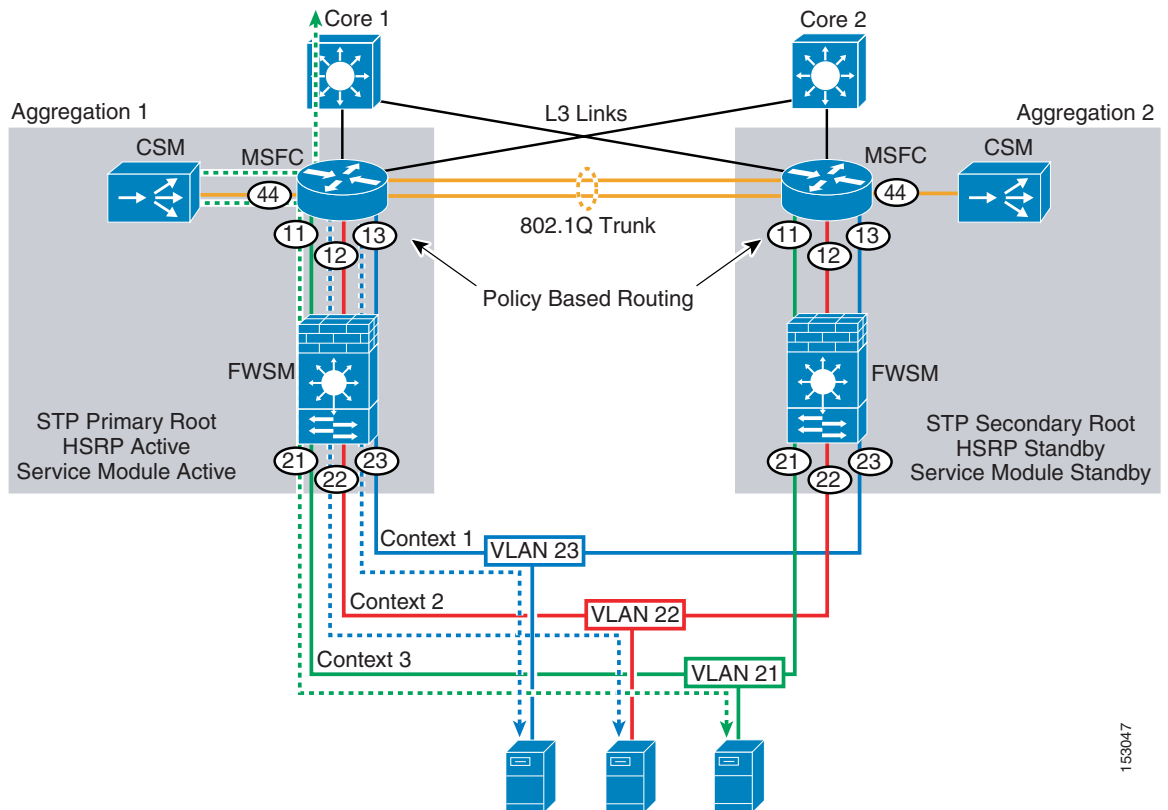 Core 1
Core 2
L3 Links
Aggregation 1
Aggregation 2
CSM
MSFC
MSFC
CSM
44
44
802.1Q Trunk
11
12
13
11
12
13
Policy Based Routing
FWSM
FWSM
STP Primary Root
HSRP Active
Service Module Active
STP Secondary Root
HSRP Standby
Service Module Standby
21
22
23
21
22
23
Context 1
VLAN 23
Context 2
VLAN 22
Context 3
VLAN 21
153047